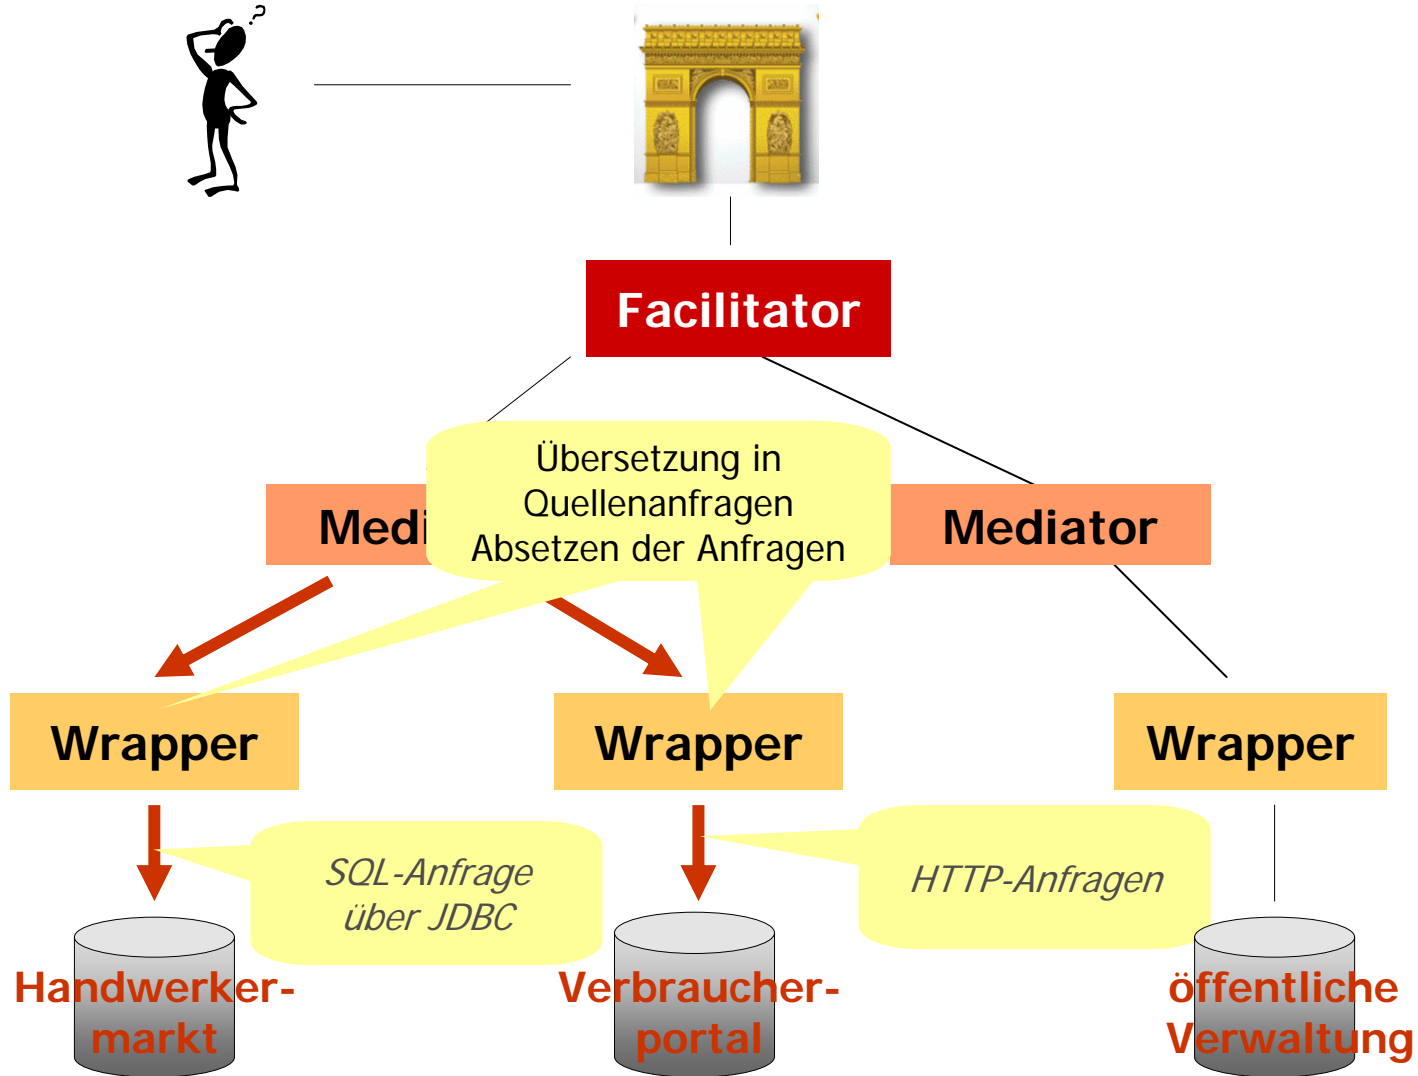 ?
Facilitator
Übersetzung in
Quellenanfragen
Absetzen der Anfragen
Medi
Mediator
Wrapper
Wrapper
Wrapper
SQL-Anfrage
über JDBC
HTTP-Anfragen
Handwerker-
markt
Verbraucher-
portal
öffentliche
Verwaltung